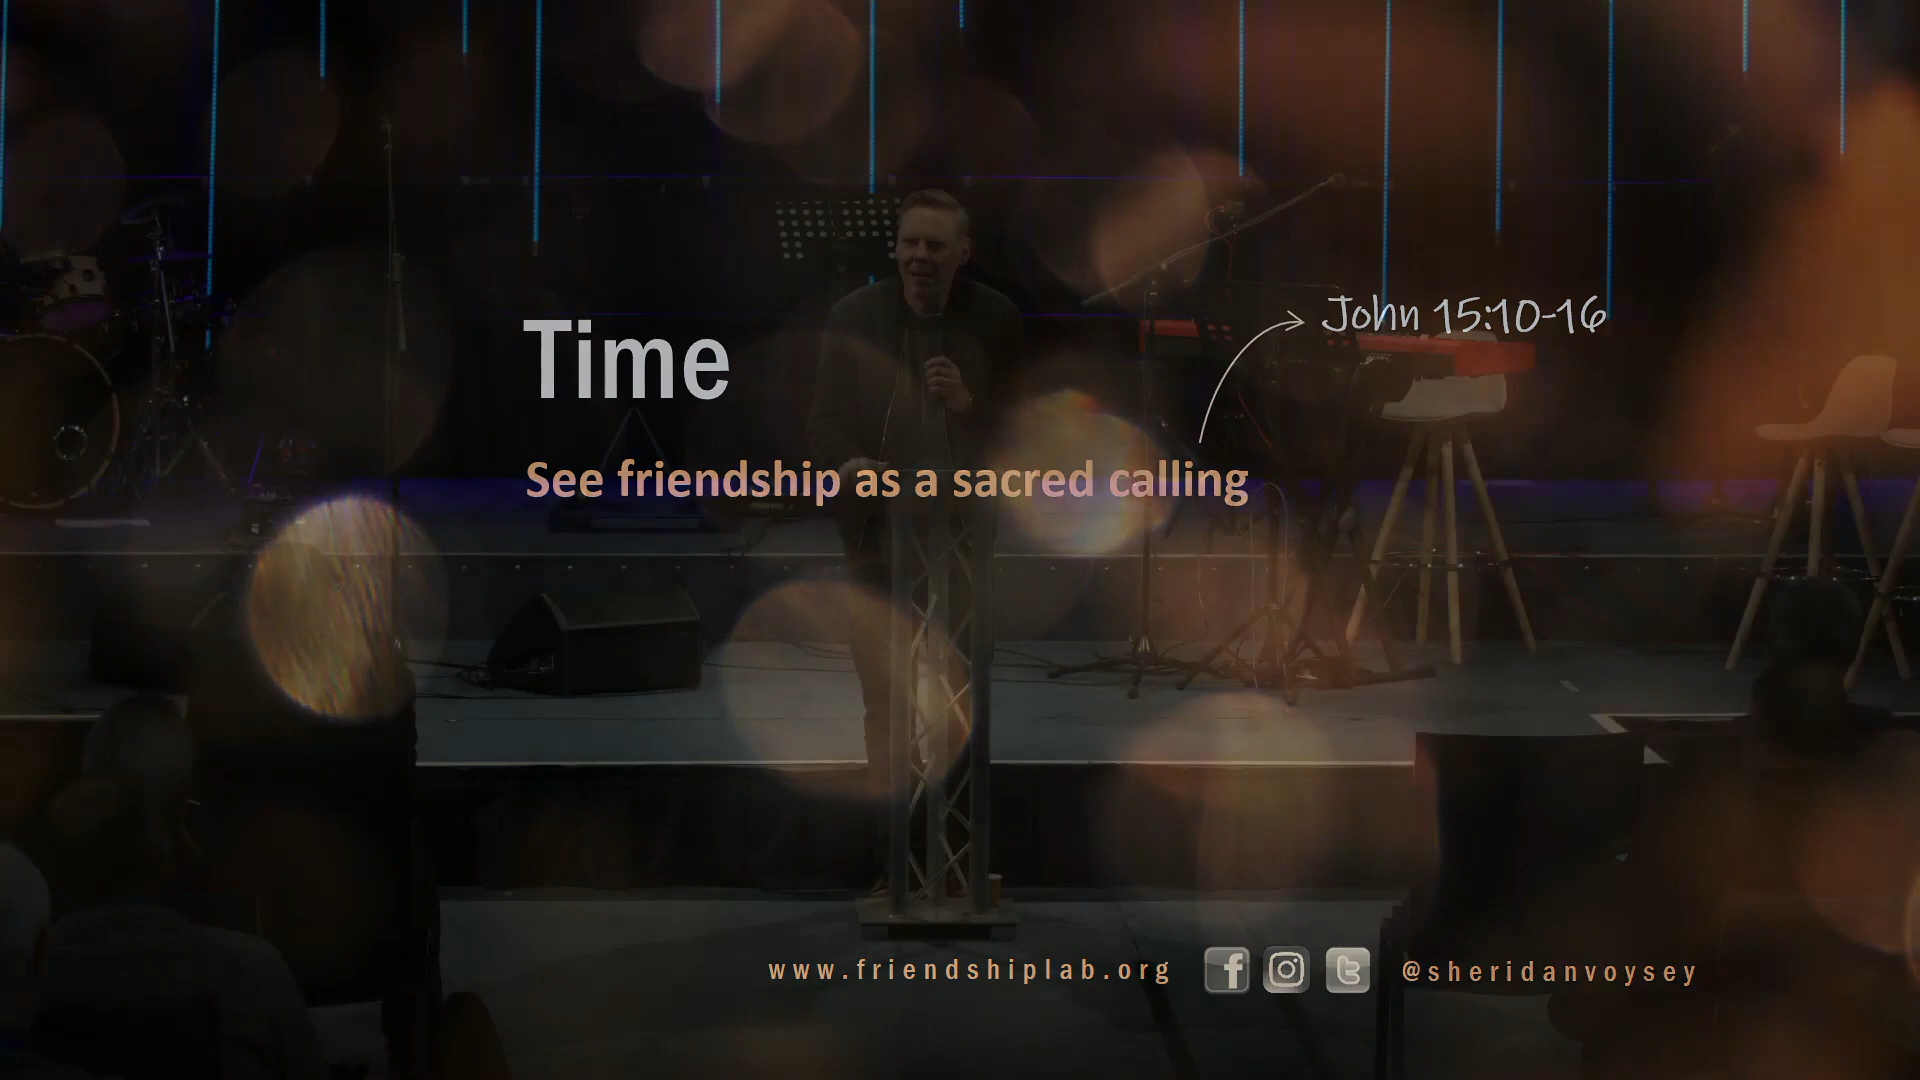 John 15:10-16
Time
See friendship as a sacred calling
www.friendshiplab.org
@sheridanvoysey